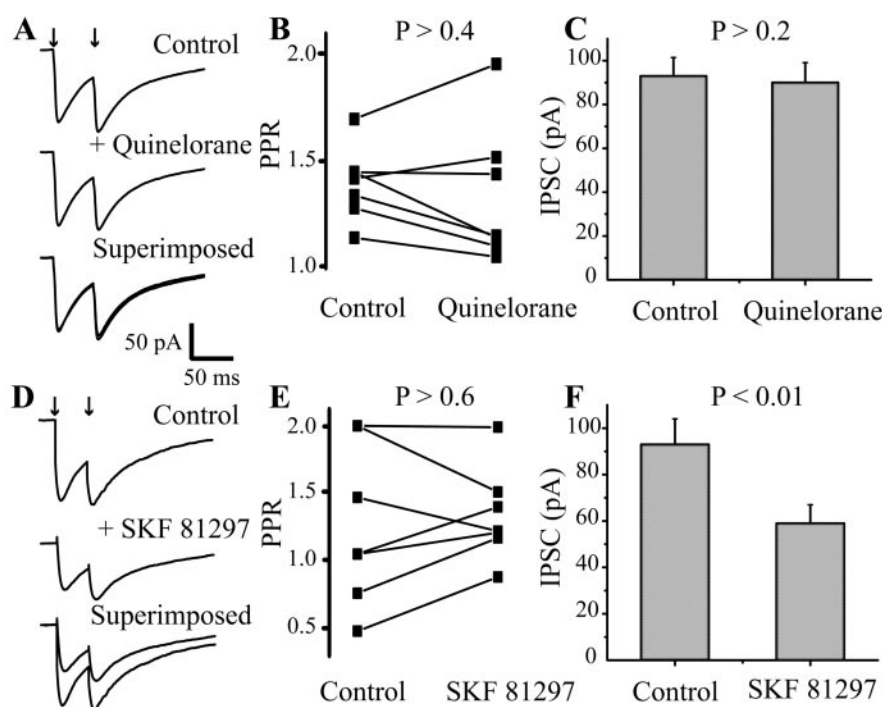 A
↓ ↓
Control
+ Quinelorane
Superimposed
50 pA
50 ms
B
P > 0.4
PPR
2.0
1.5
1.0
Control Quinelorane
C
P > 0.2
IPSC (pA)
100
80
60
40
20
0
Control Quinelorane
D
↓ ↓
Control
+ SKF 81297
Superimposed
E
P > 0.6
PPR
2.0
1.5
1.0
0.5
Control SKF 81297
F
P < 0.01
IPSC (pA)
100
80
60
40
20
0
Control SKF 81297